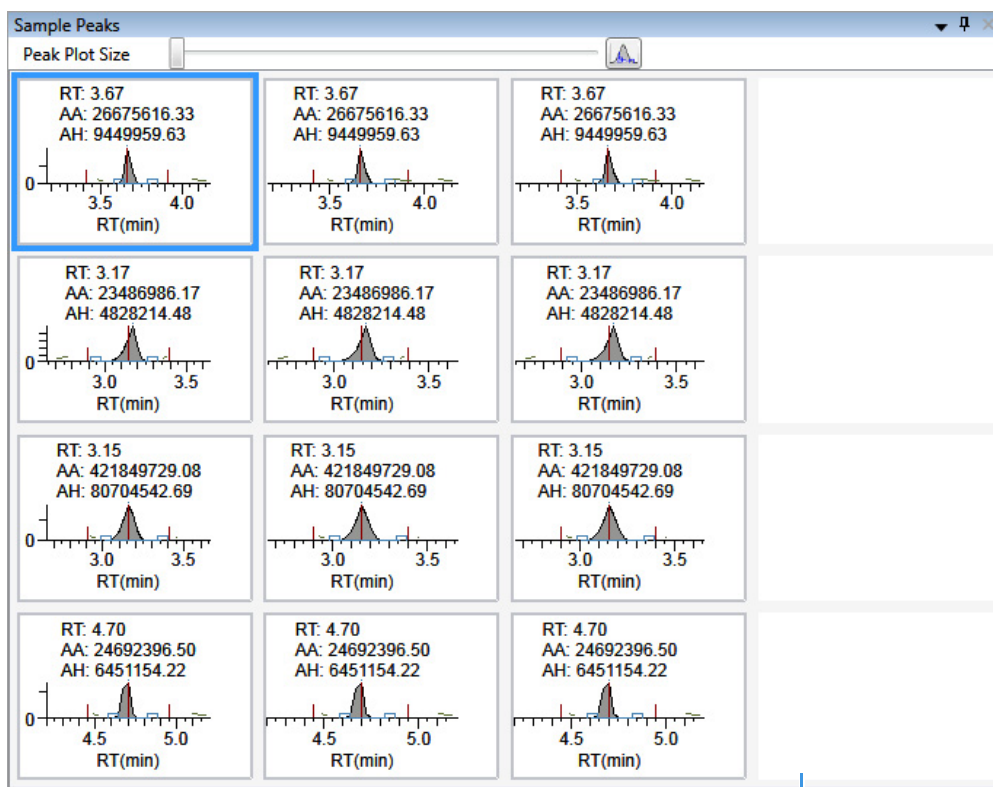 Sample Peaks
Peak Plot Size
RT: 3.67
AA: 26675616.33
AH: 9449959.63
0
3.5 4.0
RT(min)
RT: 3.67
AA: 26675616.33
AH: 9449959.63
3.5 4.0
RT(min)
RT: 3.67
AA: 26675616.33
AH: 9449959.63
3.5 4.0
RT(min)
RT: 3.17
AA: 23486986.17
AH: 4828214.48
0
3.0 3.5
RT(min)
RT: 3.17
AA: 23486986.17
AH: 4828214.48
3.0 3.5
RT(min)
RT: 3.17
AA: 23486986.17
AH: 4828214.48
3.0 3.5
RT(min)
RT: 3.15
AA: 421849729.08
AH: 80704542.69
0
3.0 3.5
RT(min)
RT: 3.15
AA: 421849729.08
AH: 80704542.69
3.0 3.5
RT(min)
RT: 3.15
AA: 421849729.08
AH: 80704542.69
3.0 3.5
RT(min)
RT: 4.70
AA: 24692396.50
AH: 6451154.22
0
4.5 5.0
RT(min)
RT: 4.70
AA: 24692396.50
AH: 6451154.22
4.5 5.0
RT(min)
RT: 4.70
AA: 24692396.50
AH: 6451154.22
4.5 5.0
RT(min)